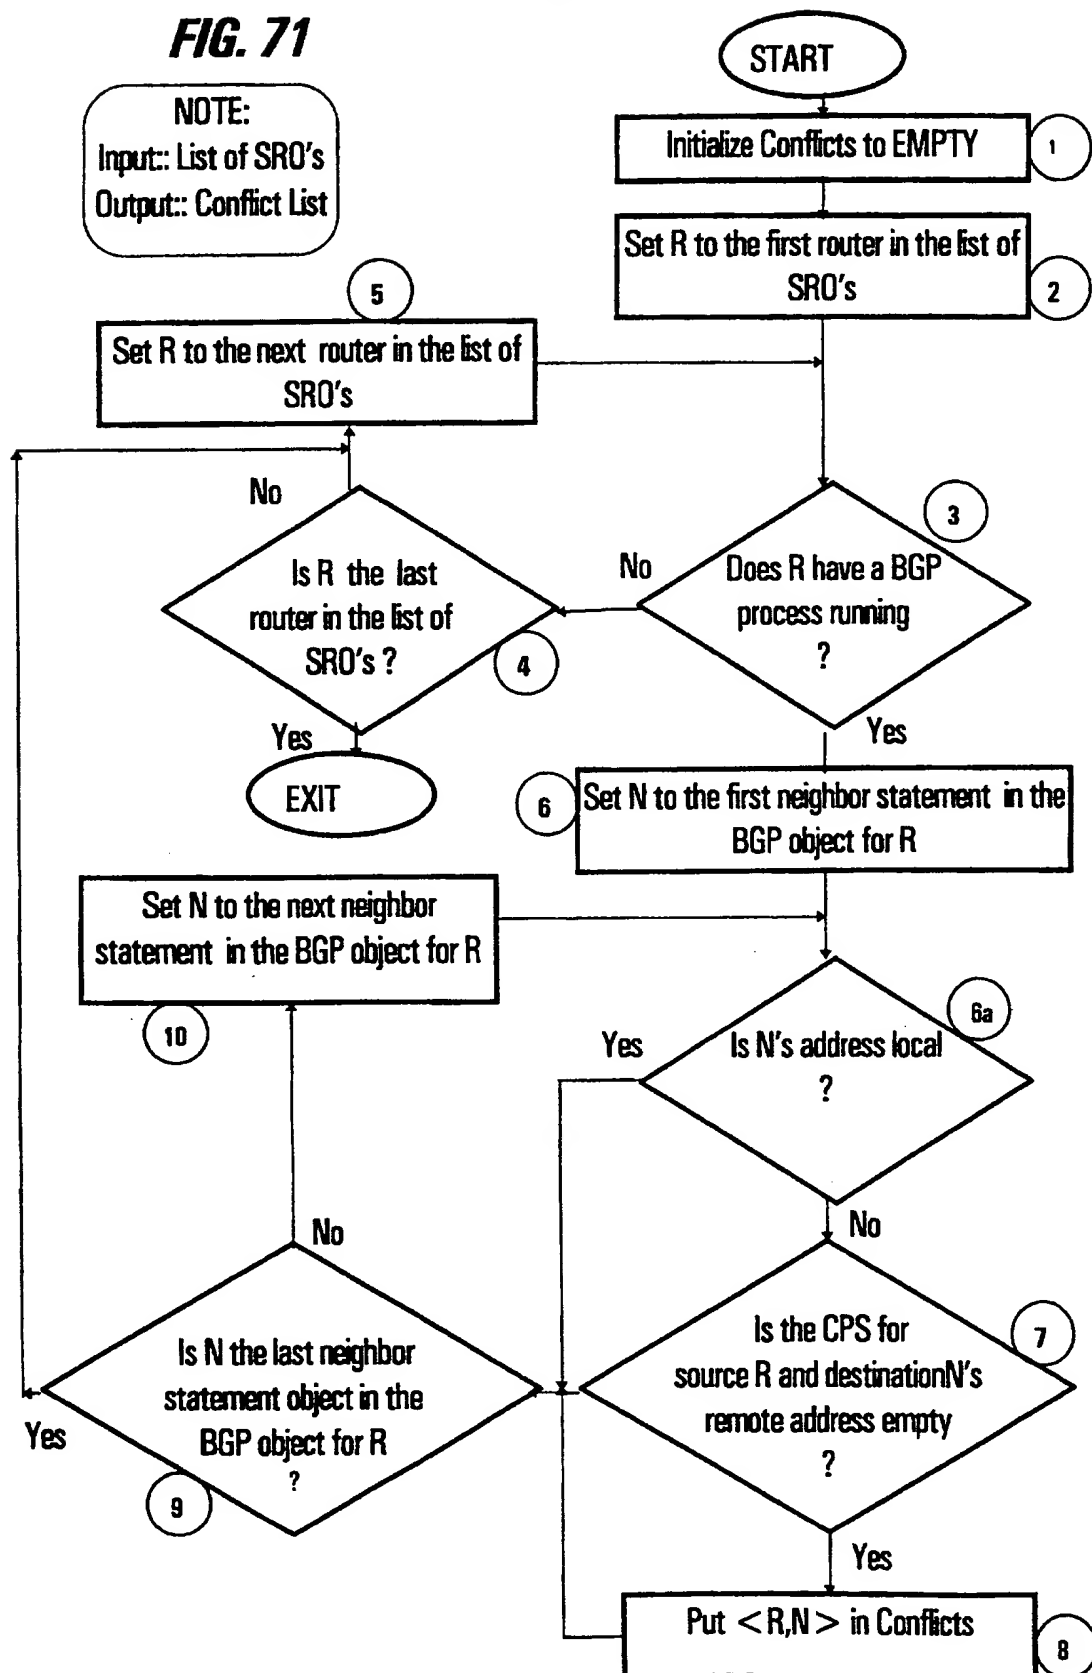 FIG. 71
NOTE:
Input:: List of SRO's
Output:: Conflict List
START
Initialize Conflicts to EMPTY
1
Set R to the first router in the list of
SRO's
2
5
Set R to the next router in the list of
SRO's
No
Is R the last
router in the list of
SRO's ?
4
Yes
EXIT
No
3
Does R have a BGP
process running
?
Yes
6
Set N to the first neighbor statement in the
BGP object for R
Set N to the next neighbor
statement in the BGP object for R
10
6a
Yes
Is N's address local
?
No
No
7
Is the CPS for
source R and destinationN's
remote address empty
?
Is N the last neighbor
statement object in the
BGP object for R
?
Yes
9
Yes
Put <R,N> in Conflicts
8